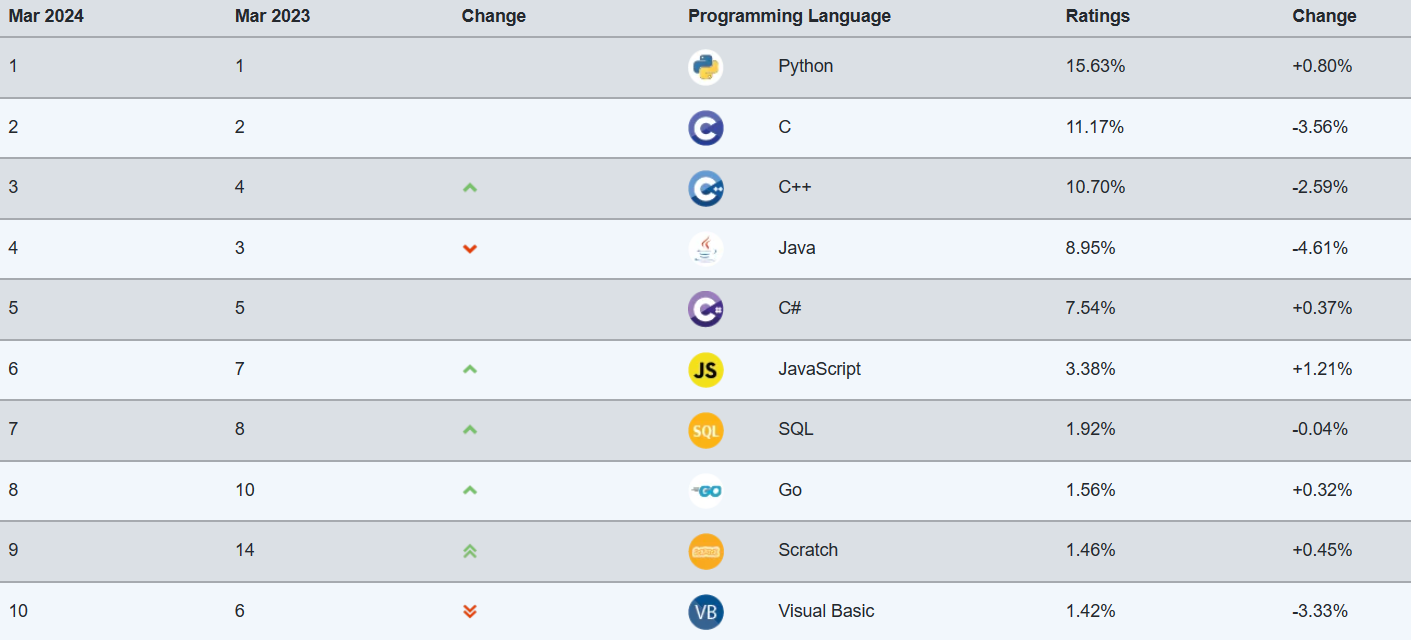 Mar 2024 Mar 2023 Change Programming Language Ratings Change
1 1 Python 15.63% +0.80%
2 2 C C 11.17% -3.56%
3 4 C++ C++ 10.70% -2.59%
4 3 Java 8.95% -4.61%
5 5 C# C# 7.54% +0.37%
6 7 JS JavaScript 3.38% +1.21%
7 8 SQL SQL 1.92% -0.04%
8 10 GO Go 1.56% +0.32%
9 14 Scratch 1.46% +0.45%
10 6 VB Visual Basic 1.42% -3.33%